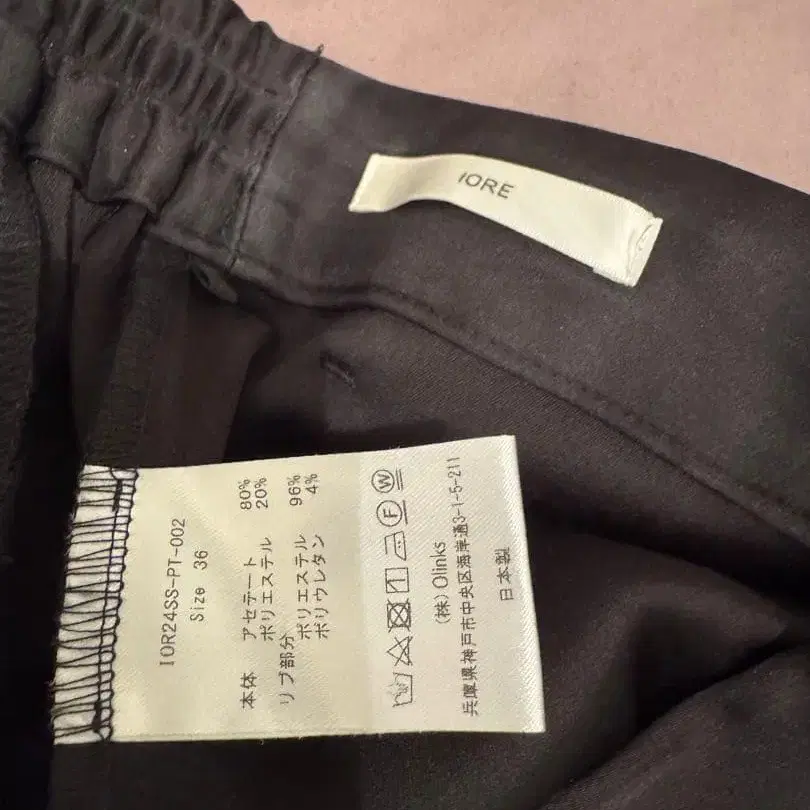 IORE
IOR24SS-PT-002
Size 36
本体 アセテート 80%
ポリエステル 20%
リブ部分
ポリエステル 96%
ポリウレタン 4%
F W
(株) Olinks
兵庫県神戸市中央区海岸通3-1-5-211
日本製